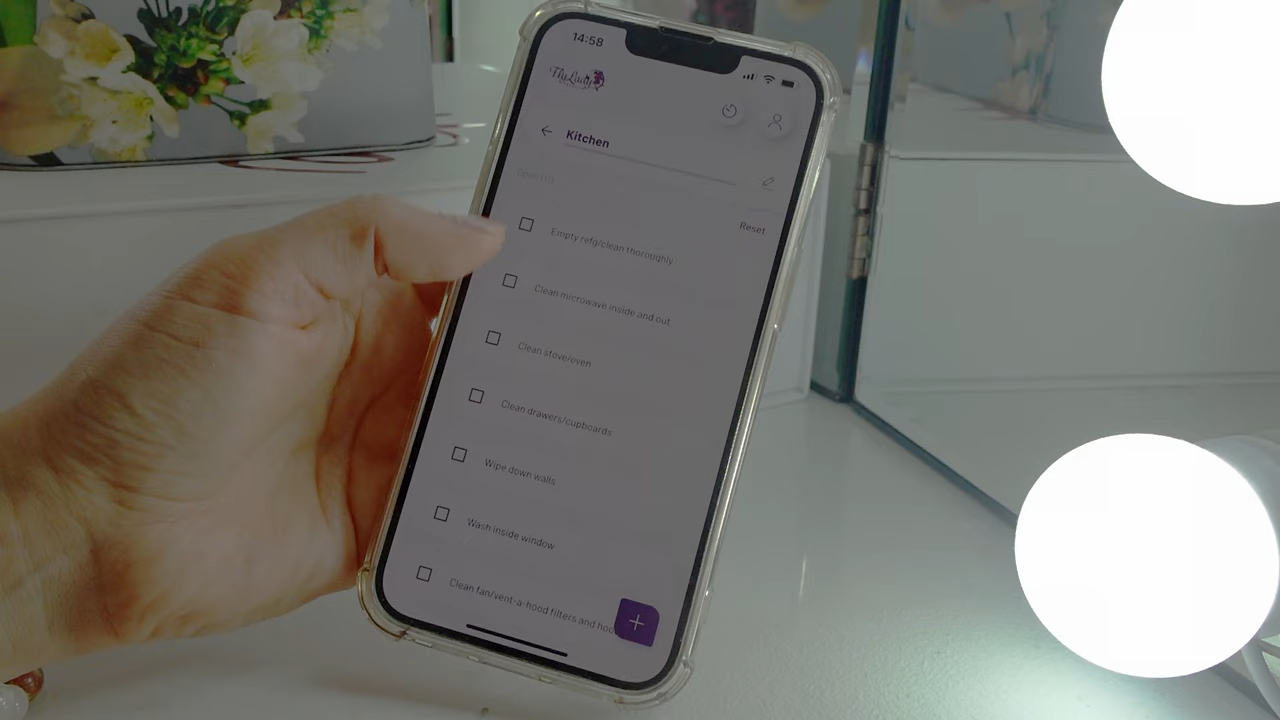 14:58
FlyLady
Kitchen
Reset
Empty refg/clean thoroughly
Clean microwave inside and out
Clean stove/oven
Clean drawers/cupboards
Wipe down walls
Wash inside window
Clean fan/vent-a-hood filters and hoo